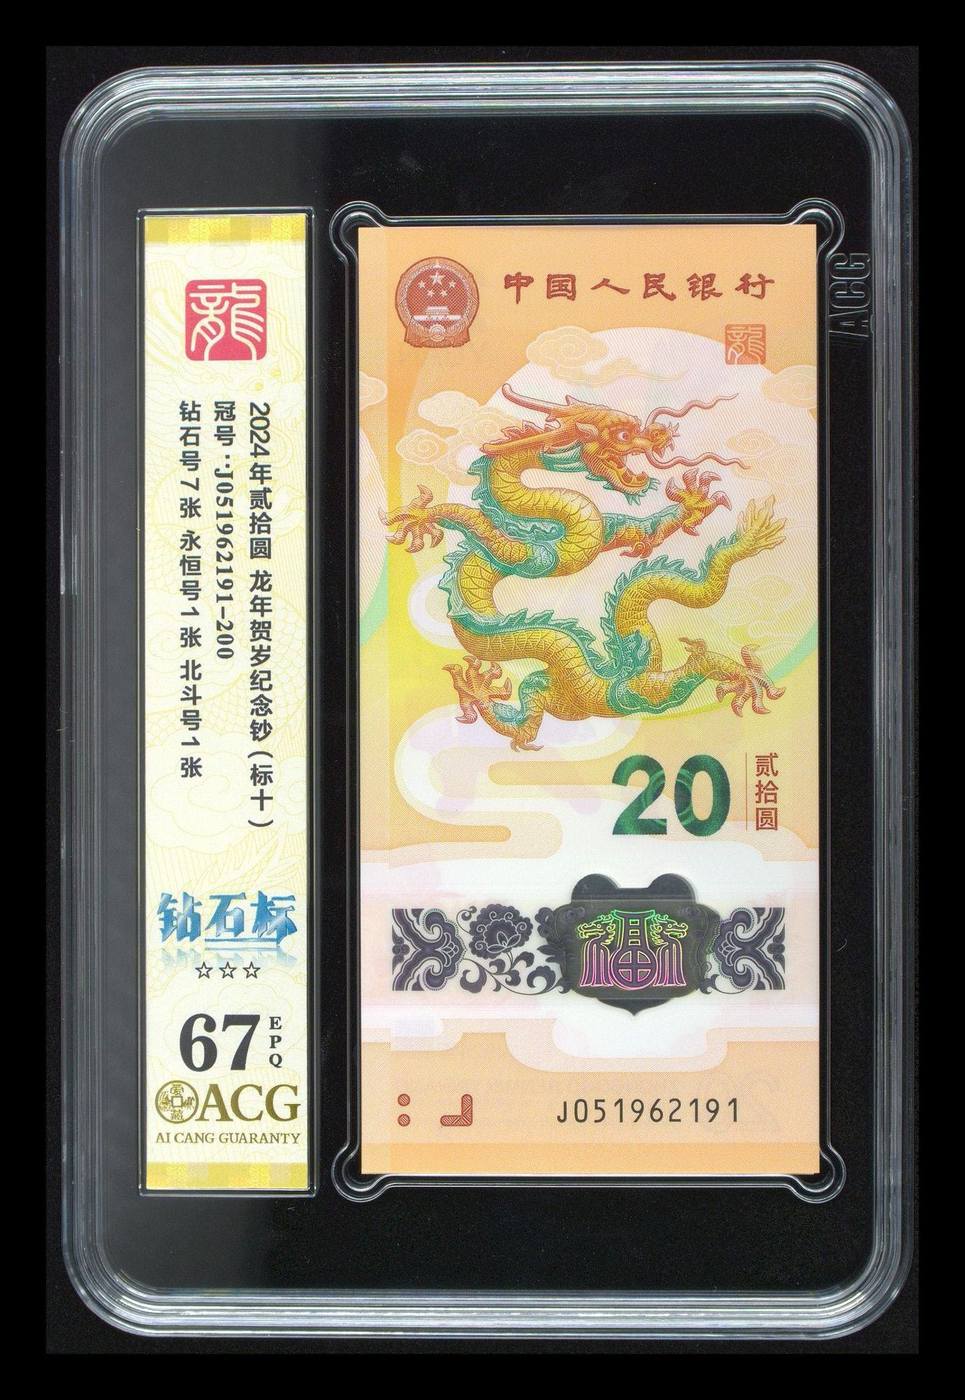 龍
2024年贰拾圆 龙年贺岁纪念钞(标十)
冠号:J051962191-200
钻石号7张 永恒号1张 北斗号1张
钻石标
☆☆☆
67 EPQ
ACG
AI CANG GUARANTY
中国人民银行
龍
20
贰拾圆
福
J051962191
ACG